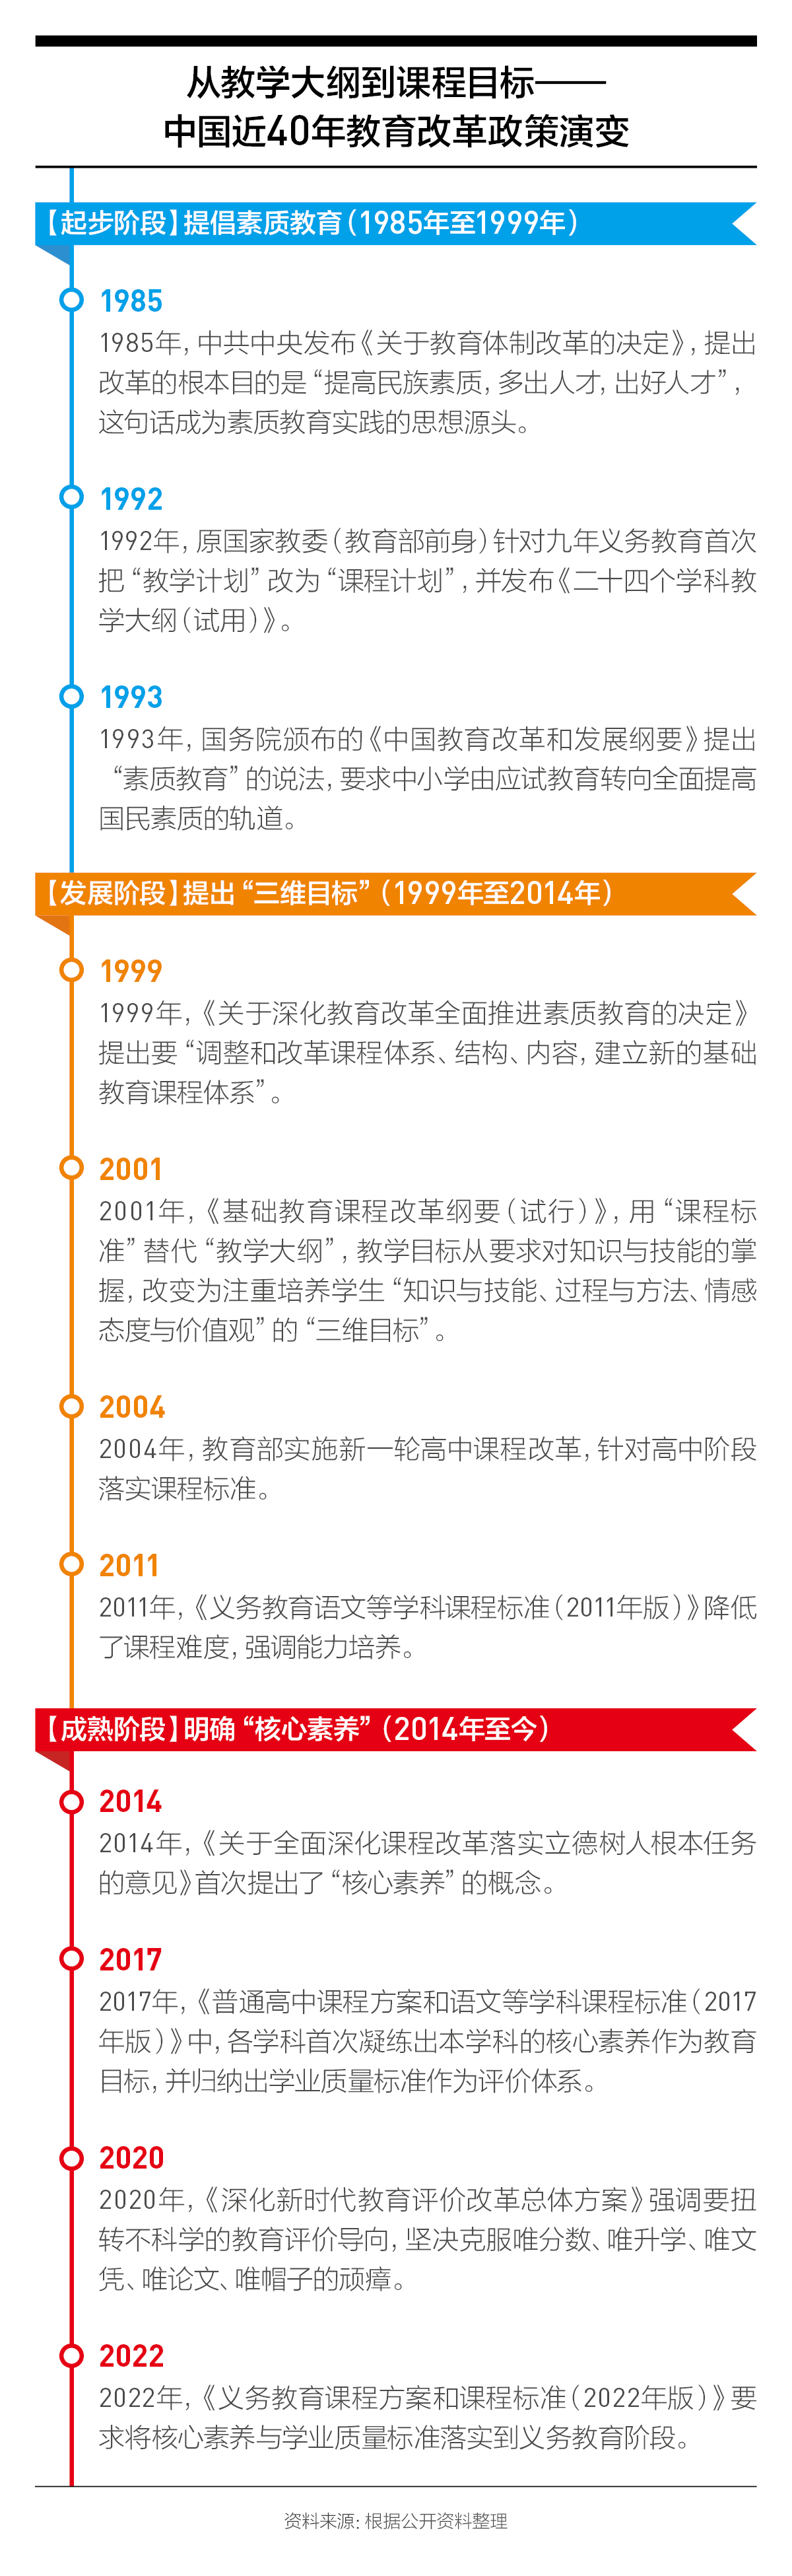 从教学大纲到课程目标——
中国近40年教育改革政策演变
【起步阶段】提倡素质教育（1985年至1999年）
1985
1985年，中共中央发布《关于教育体制改革的决定》，提出
改革的根本目的是“提高民族素质，多出人才，出好人才”，
这句话成为素质教育实践的思想源头。
1992
1992年，原国家教委（教育部前身）针对九年义务教育首次
把“教学计划”改为“课程计划”，并发布《二十四个学科教
学大纲（试用）》。
1993
1993年，国务院颁布的《中国教育改革和发展纲要》提出
“素质教育”的说法，要求中小学由应试教育转向全面提高
国民素质的轨道。
【发展阶段】提出“三维目标”（1999年至2014年）
1999
1999年，《关于深化教育改革全面推进素质教育的决定》
提出要“调整和改革课程体系、结构、内容，建立新的基础
教育课程体系”。
2001
2001年，《基础教育课程改革纲要（试行）》，用“课程标
准”替代“教学大纲”，教学目标从要求对知识与技能的掌
握，改变为注重培养学生“知识与技能、过程与方法、情感
态度与价值观”的“三维目标”。
2004
2004年，教育部实施新一轮高中课程改革，针对高中阶段
落实课程标准。
2011
2011年，《义务教育语文等学科课程标准（2011年版）》降低
了课程难度，强调能力培养。
【成熟阶段】明确“核心素养”（2014年至今）
2014
2014年，《关于全面深化课程改革落实立德树人根本任务
的意见》首次提出了“核心素养”的概念。
2017
2017年，《普通高中课程方案和语文等学科课程标准（2017
年版）》中，各学科首次凝练出本学科的核心素养作为教育
目标，并归纳出学业质量标准作为评价体系。
2020
2020年，《深化新时代教育评价改革总体方案》强调要扭
转不科学的教育评价导向，坚决克服唯分数、唯升学、唯文
凭、唯论文、唯帽子的顽瘴。
2022
2022年，《义务教育课程方案和课程标准（2022年版）》要
求将核心素养与学业质量标准落实到义务教育阶段。
资料来源：根据公开资料整理